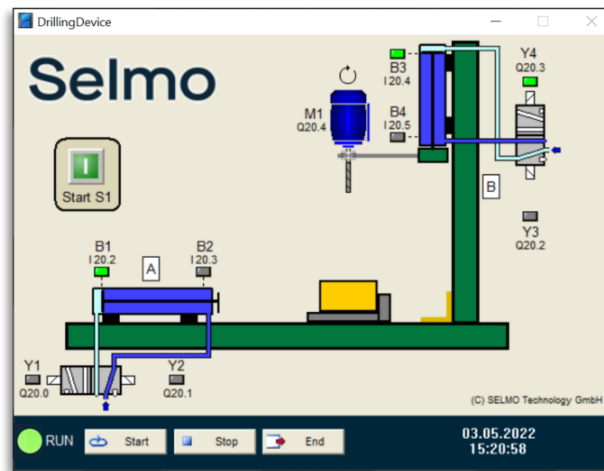 DrillingDevice
Selmo
Start S1
M1
Q20.4
B3
I20.4
B4
I20.5
Y4
Q20.3
B
Y3
Q20.2
B1
I20.2
A
B2
I20.3
Y1
Q20.0
Y2
Q20.1
(C) SELMO Technology GmbH
RUN
Start
Stop
End
03.05.2022
15:20:58